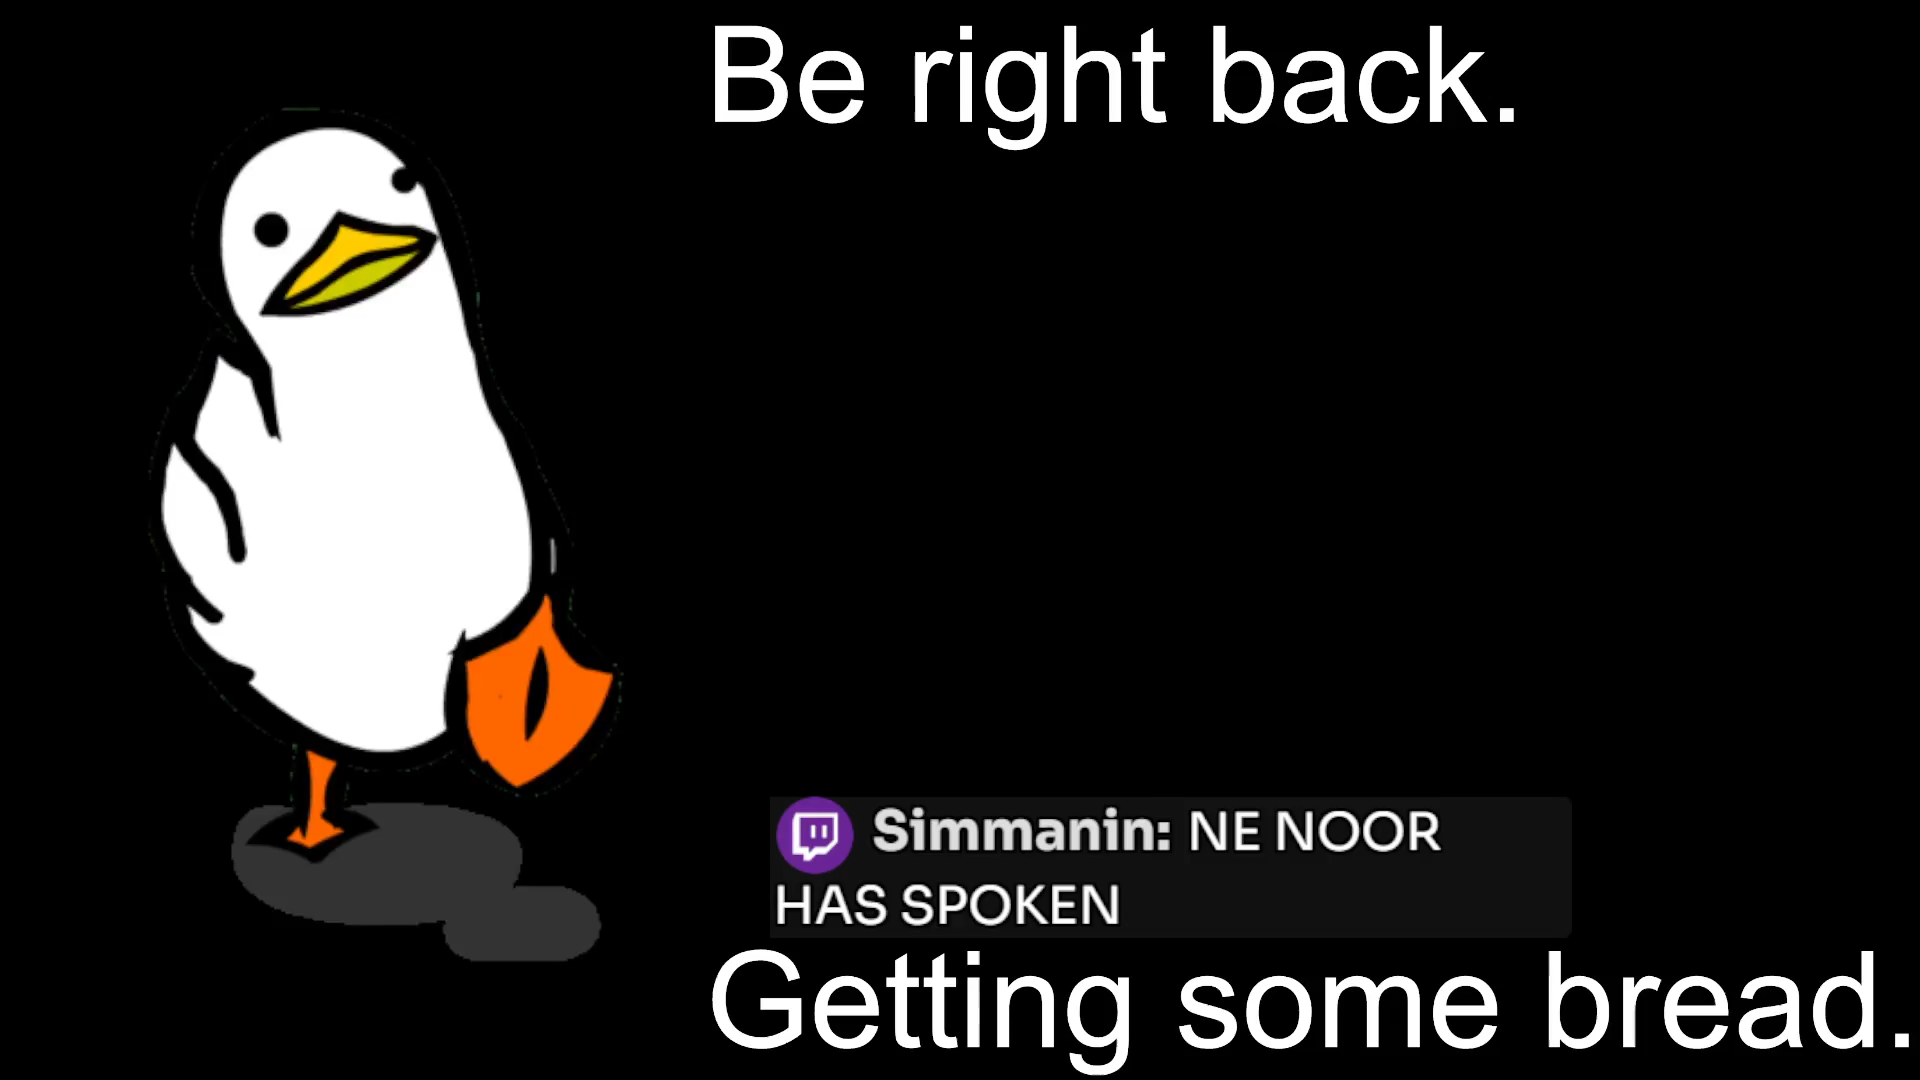 Be right back.
Simmanin: NE NOOR
HAS SPOKEN
Getting some bread.